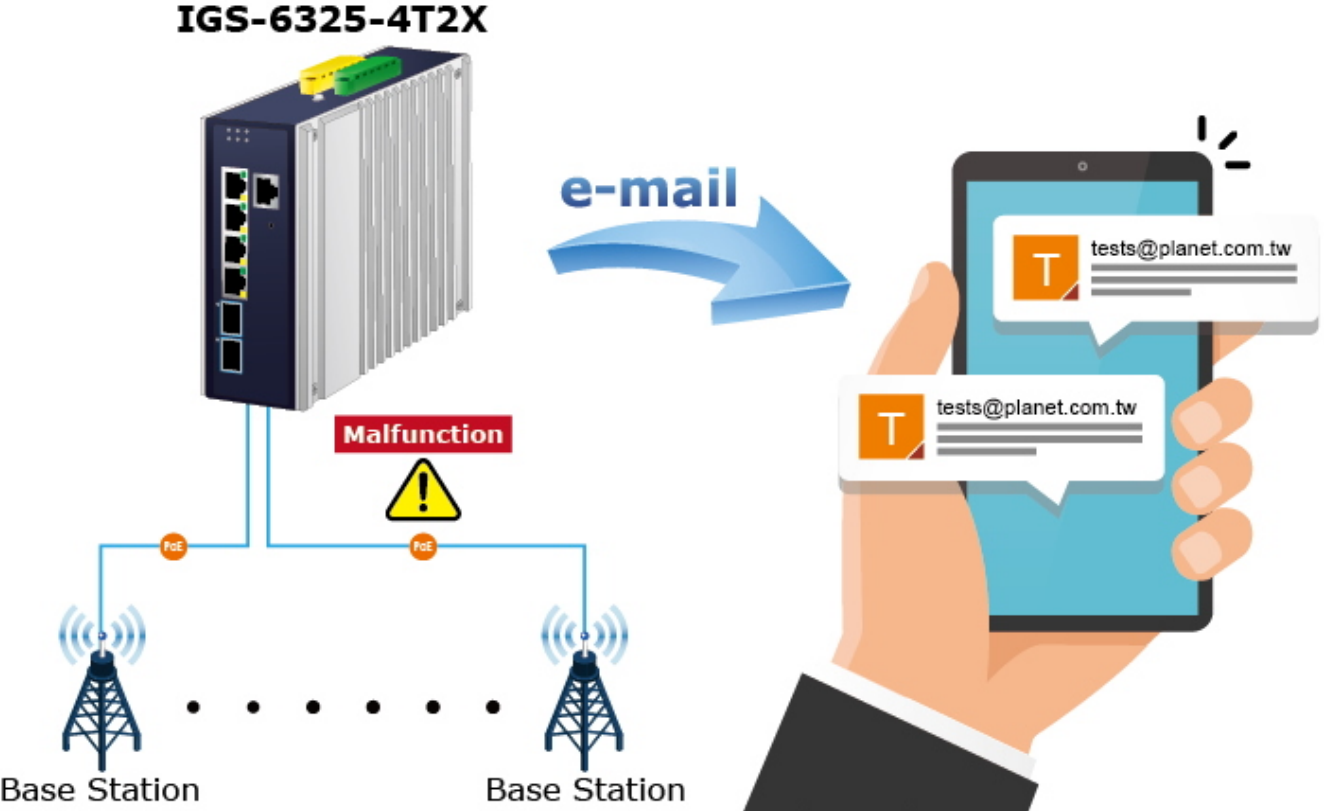 IGS-6325-4T2X
e-mail
T
tests@planet.com.tw
T
tests@planet.com.tw
Malfunction
!
PoE
PoE
Base Station
Base Station